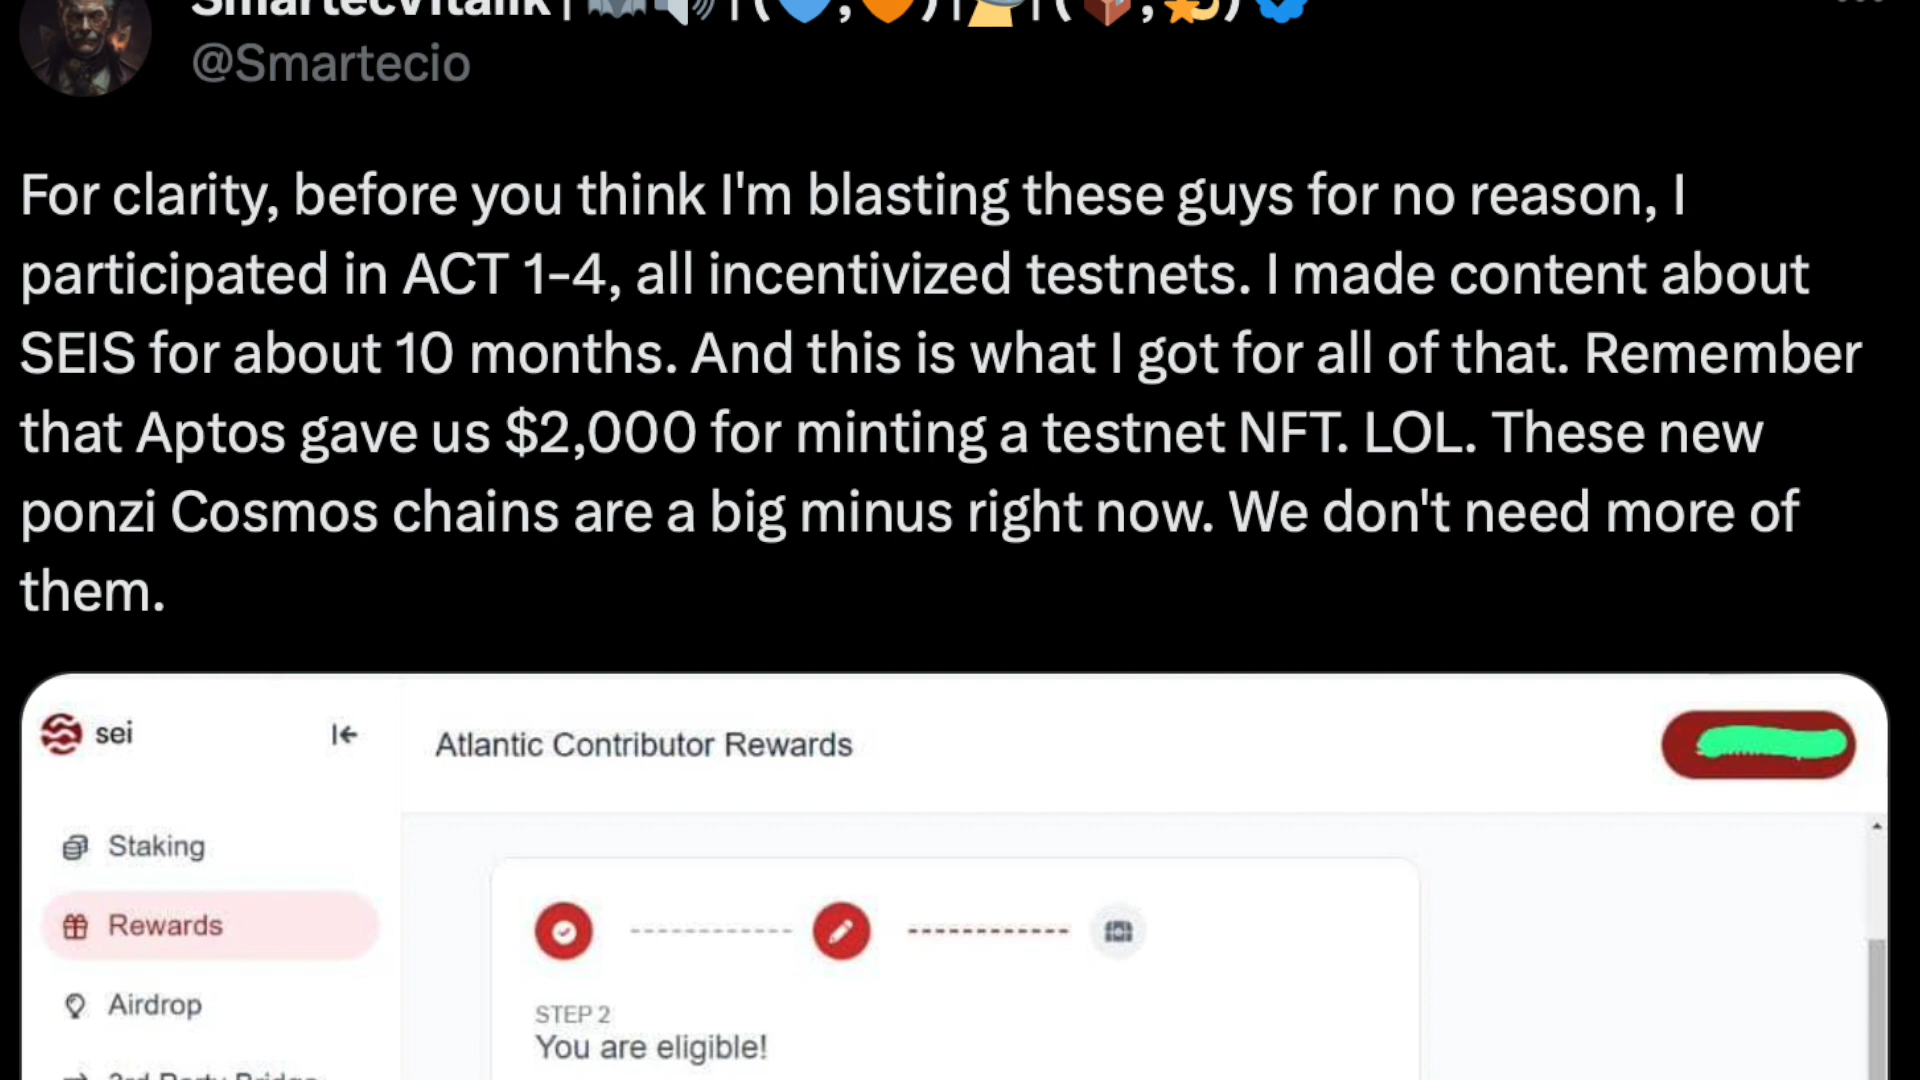 SmartecVitalik | | ( , ) | | ( , )
@Smartecio
For clarity, before you think I'm blasting these guys for no reason, I
participated in ACT 1-4, all incentivized testnets. I made content about
SEIS for about 10 months. And this is what I got for all of that. Remember
that Aptos gave us $2,000 for minting a testnet NFT. LOL. These new
ponzi Cosmos chains are a big minus right now. We don't need more of
them.
sei
Atlantic Contributor Rewards
Staking
Rewards
Airdrop
3rd Party Bridge
STEP 2
You are eligible!